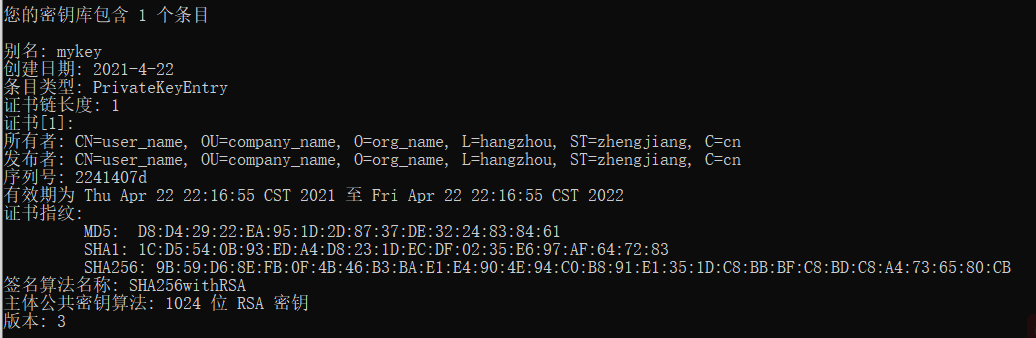 您的密钥库包含 1 个条目
别名: mykey
创建日期: 2021-4-22
条目类型: PrivateKeyEntry
证书链长度: 1
证书[1]:
所有者: CN=user_name, OU=company_name, O=org_name, L=hangzhou, ST=zhengjiang, C=cn
发布者: CN=user_name, OU=company_name, O=org_name, L=hangzhou, ST=zhengjiang, C=cn
序列号: 2241407d
有效期为 Thu Apr 22 22:16:55 CST 2021 至 Fri Apr 22 22:16:55 CST 2022
证书指纹:
MD5:  D8:D4:29:22:EA:95:1D:2D:87:37:DE:32:24:83:84:61
SHA1: 1C:D5:54:0B:93:ED:A4:D8:23:1D:EC:DF:02:35:E6:97:AF:64:72:83
SHA256: 9B:59:D6:8E:FB:0F:4B:46:B3:BA:E1:E4:90:4E:94:C0:B8:91:E1:35:1D:C8:BB:BF:C8:BD:C8:A4:73:65:80:CB
签名算法名称: SHA256withRSA
主体公共密钥算法: 1024 位 RSA 密钥
版本: 3